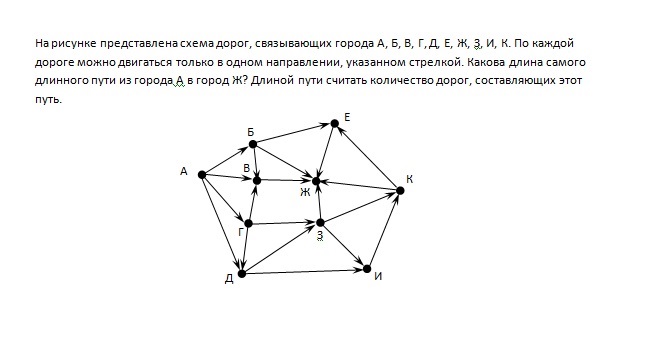 На рисунке представлена схема дорог, связывающих города А, Б, В, Г, Д, Е, Ж, З, И, К. По каждой
дороге можно двигаться только в одном направлении, указанном стрелкой. Какова длина самого
длинного пути из города А в город Ж? Длиной пути считать количество дорог, составляющих этот
путь.
Е
Б
А
В
Ж
К
Г
З
Д
И